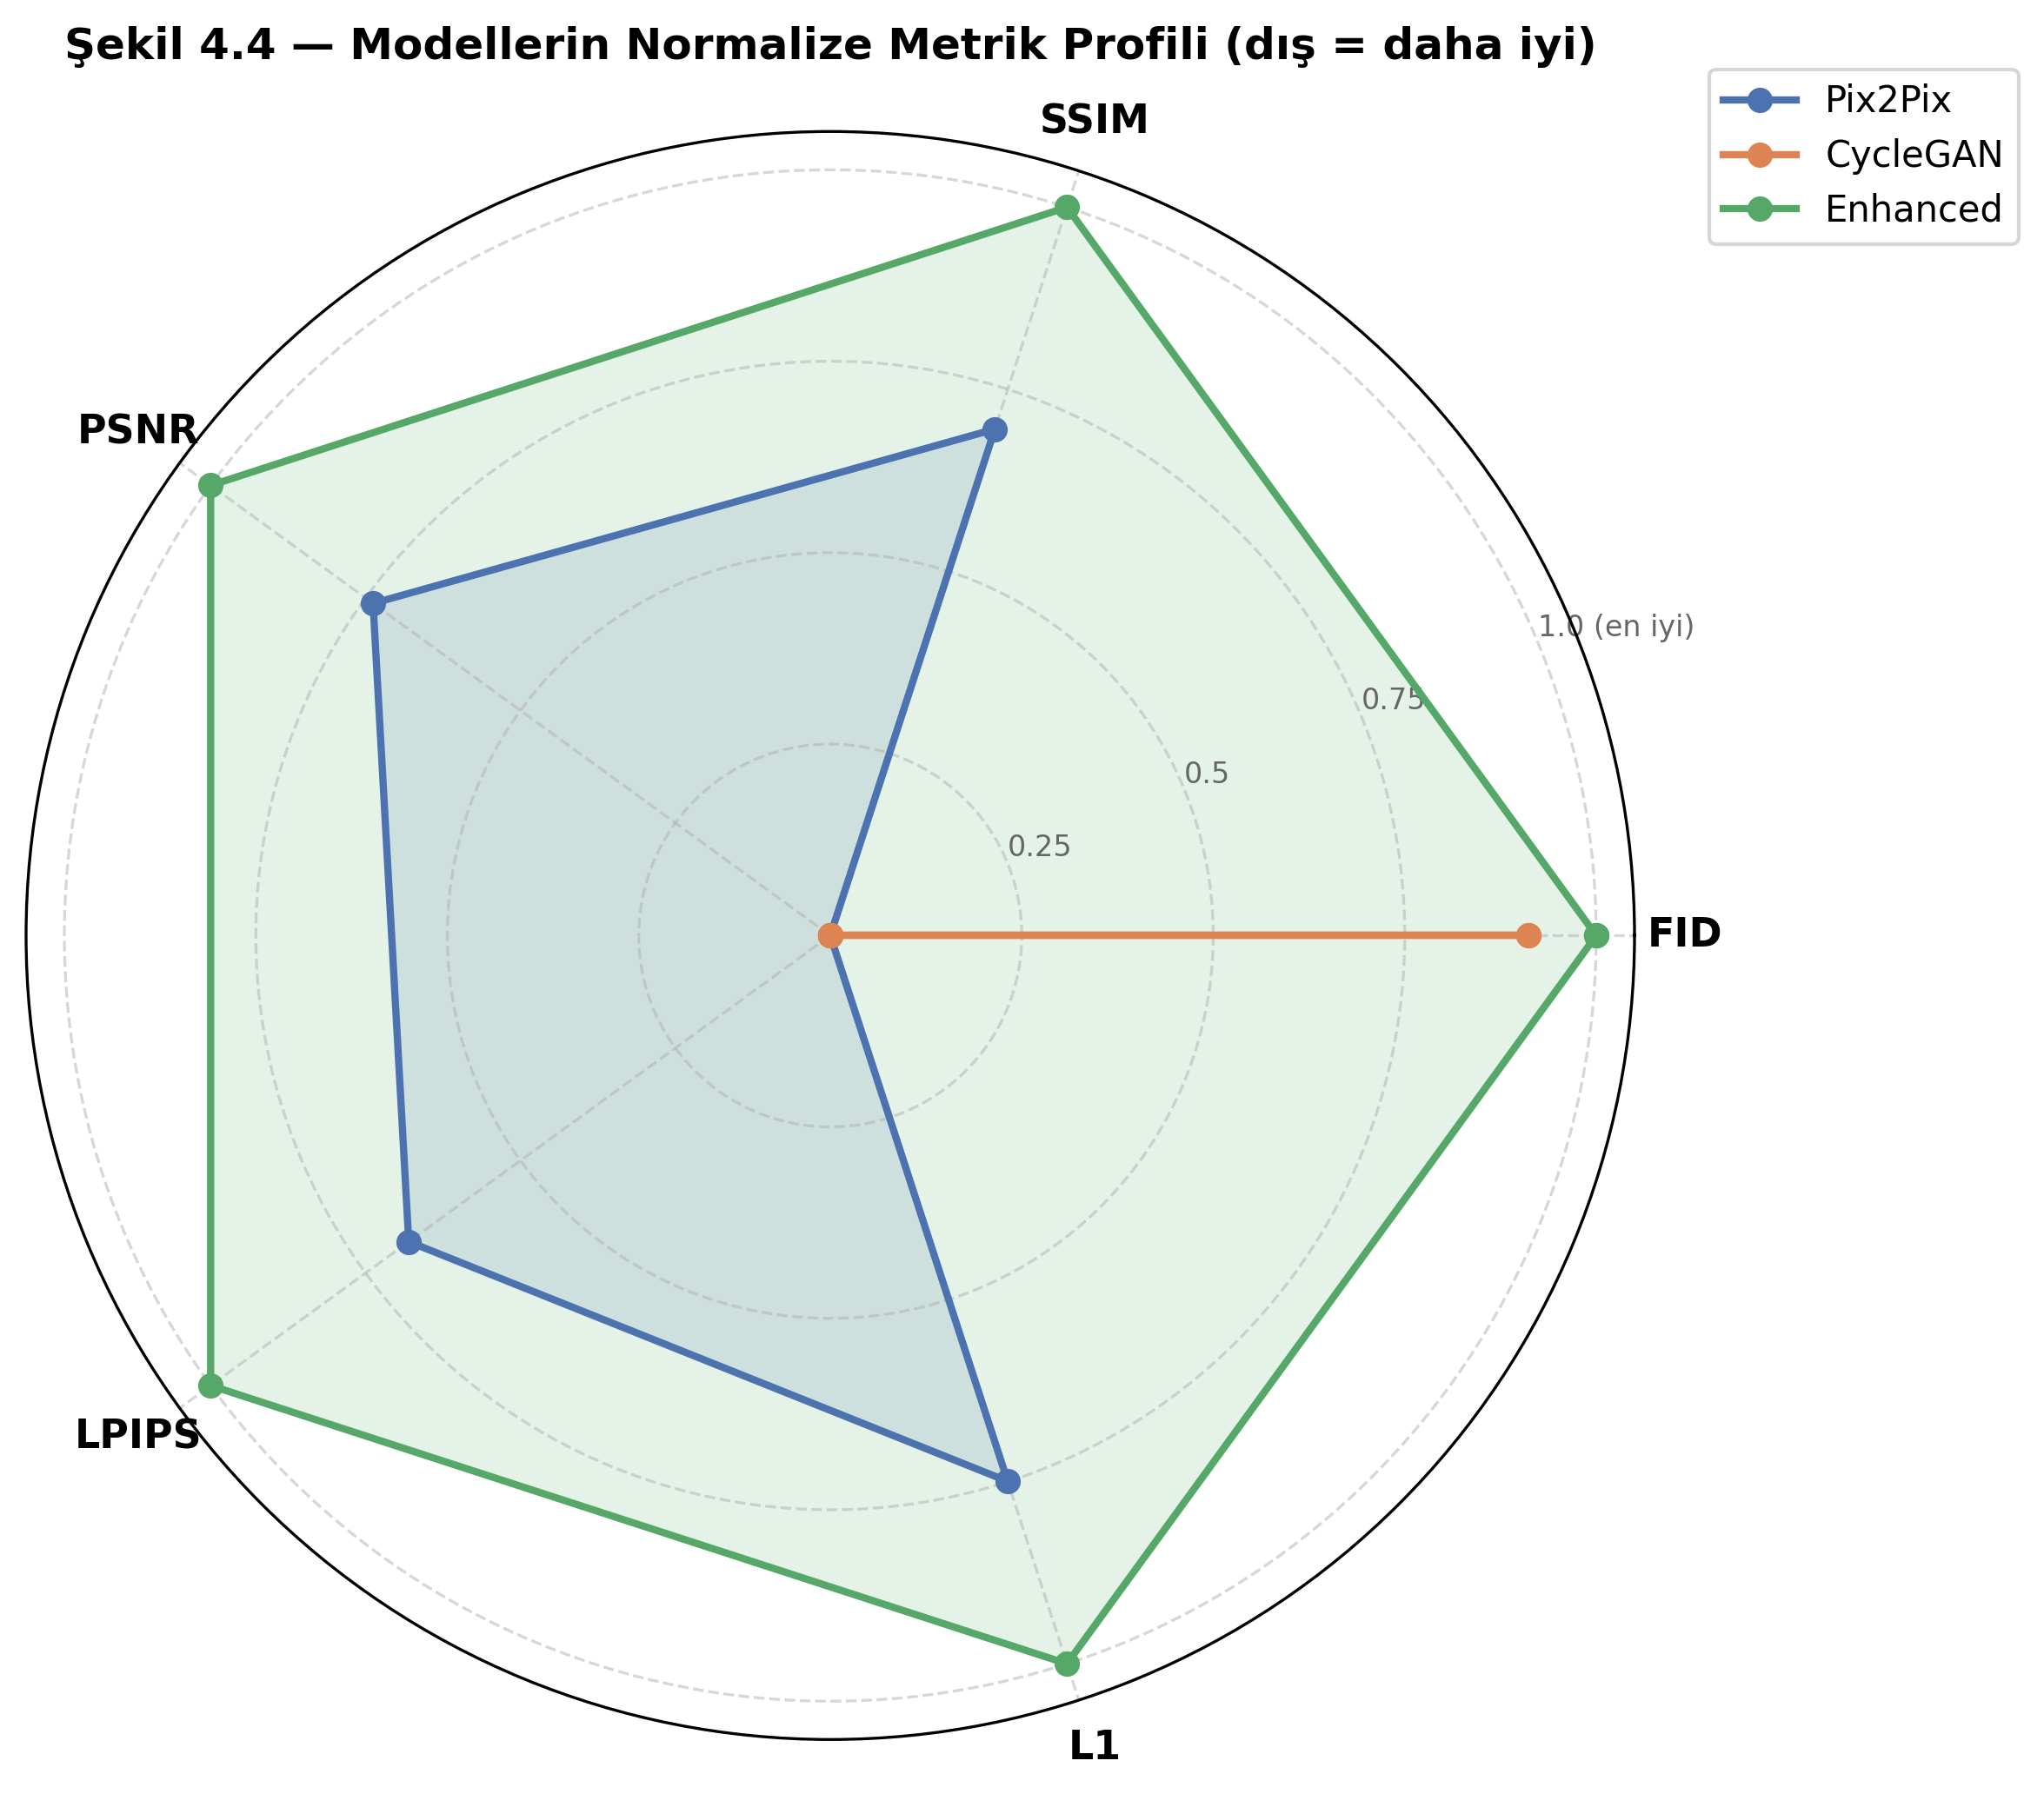 Şekil 4.4 — Modellerin Normalize Metrik Profili (dış = daha iyi)
Pix2Pix
CycleGAN
Enhanced
SSIM
PSNR
1.0 (en iyi)
0.75
0.5
0.25
FID
LPIPS
L1